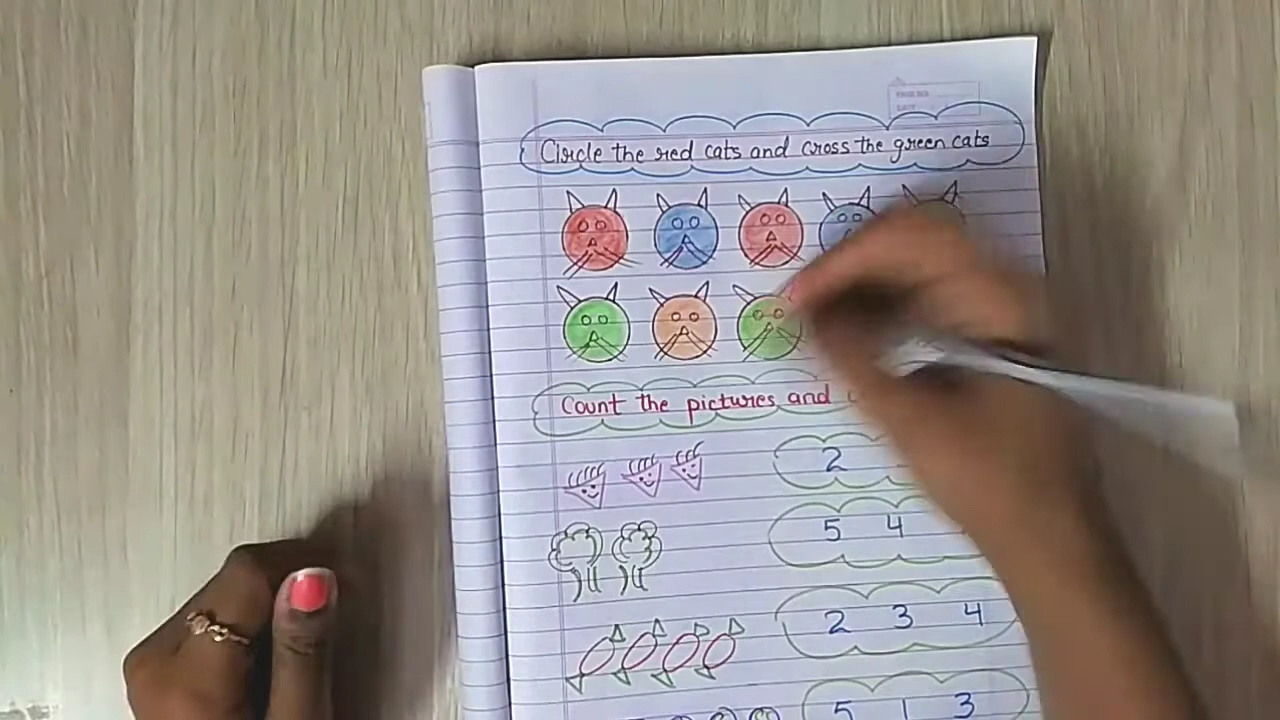 Circle the red cats and cross the green cats
Count the pictures and
2
5 4
2 3 4
5 1 3